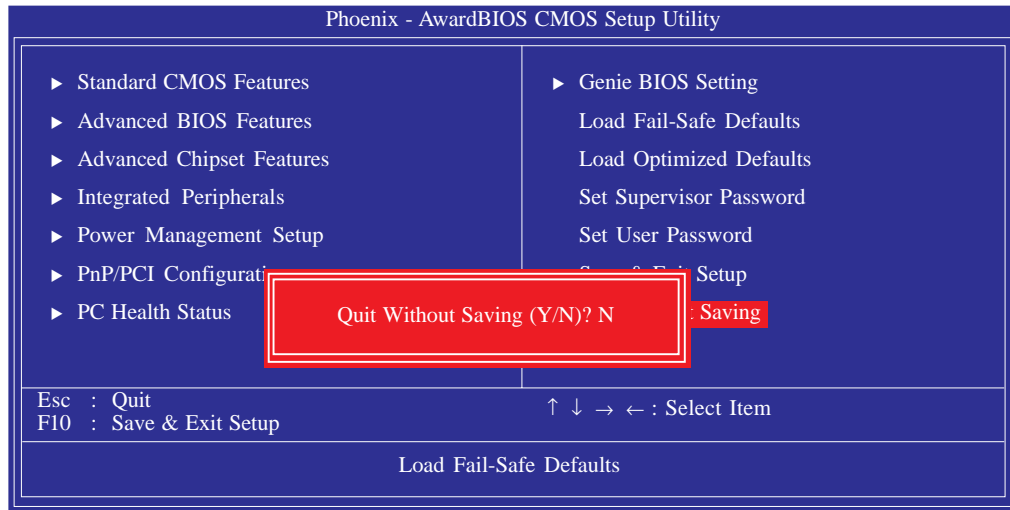 Phoenix - AwardBIOS CMOS Setup Utility
▶ Standard CMOS Features
▶ Advanced BIOS Features
▶ Advanced Chipset Features
▶ Integrated Peripherals
▶ Power Management Setup
▶ PnP/PCI
▶ PC Health Status
▶ Genie BIOS Setting
Load Fail-Safe Defaults
Load Optimized Defaults
Set Supervisor Password
Set User Password
Setup
Saving
Quit Without Saving (Y/N)? N
Esc : Quit
F10 : Save & Exit Setup
↑ ↓ → ← : Select Item
Load Fail-Safe Defaults